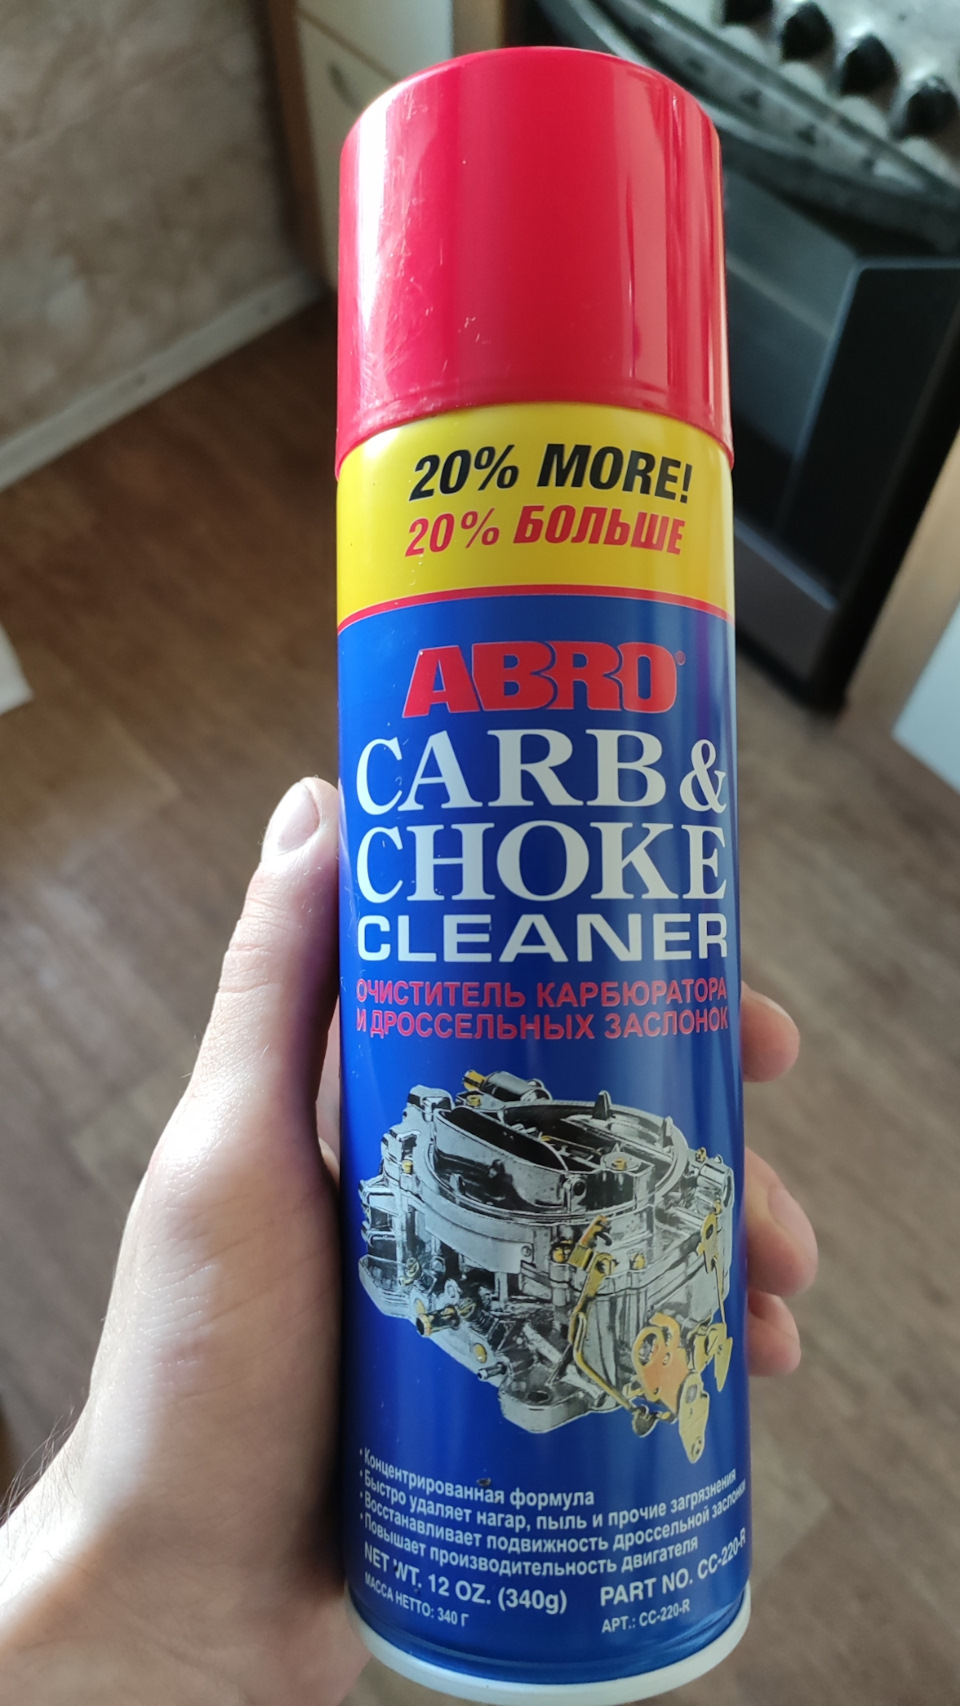 20% MORE!
20% БОЛЬШЕ
ABRO®
CARB &
CHOKE
CLEANER
ОЧИСТИТЕЛЬ КАРБЮРАТОРА
И ДРОССЕЛЬНЫХ ЗАСЛОНОК
• Концентрированная формула
• Быстро удаляет нагар, пыль и прочие загрязнения
• Восстанавливает подвижность дроссельной заслонки
• Повышает производительность двигателя
NET WT. 12 OZ. (340g)
МАССА НЕТТО: 340 Г
PART NO. CC-220-R
АРТ.: CC-220-R